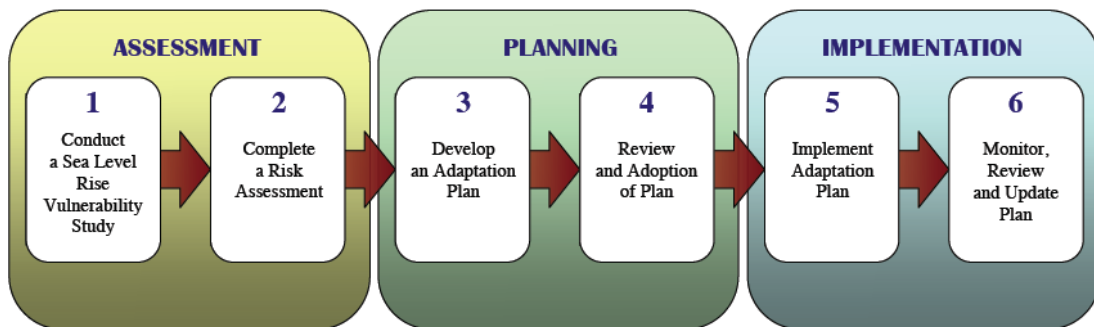 ASSESSMENT
1
Conduct
a Sea Level
Rise
Vulnerability
Study
2
Complete
a Risk
Assessment
PLANNING
3
Develop
an Adaptation
Plan
4
Review
and Adoption
of Plan
IMPLEMENTATION
5
Implement
Adaptation
Plan
6
Monitor,
Review
and Update
Plan